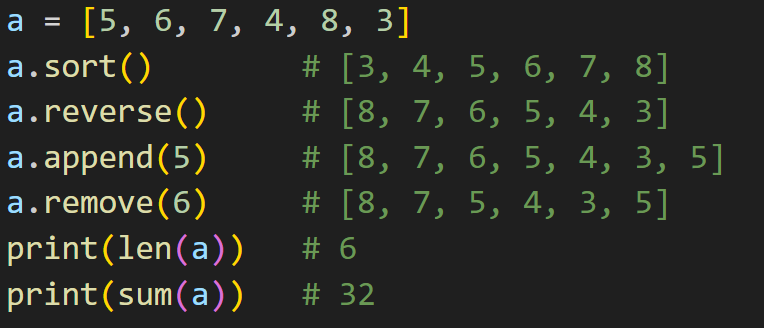 a = [5, 6, 7, 4, 8, 3]
a.sort()        # [3, 4, 5, 6, 7, 8]
a.reverse()     # [8, 7, 6, 5, 4, 3]
a.append(5)     # [8, 7, 6, 5, 4, 3, 5]
a.remove(6)     # [8, 7, 5, 4, 3, 5]
print(len(a))   # 6
print(sum(a))   # 32